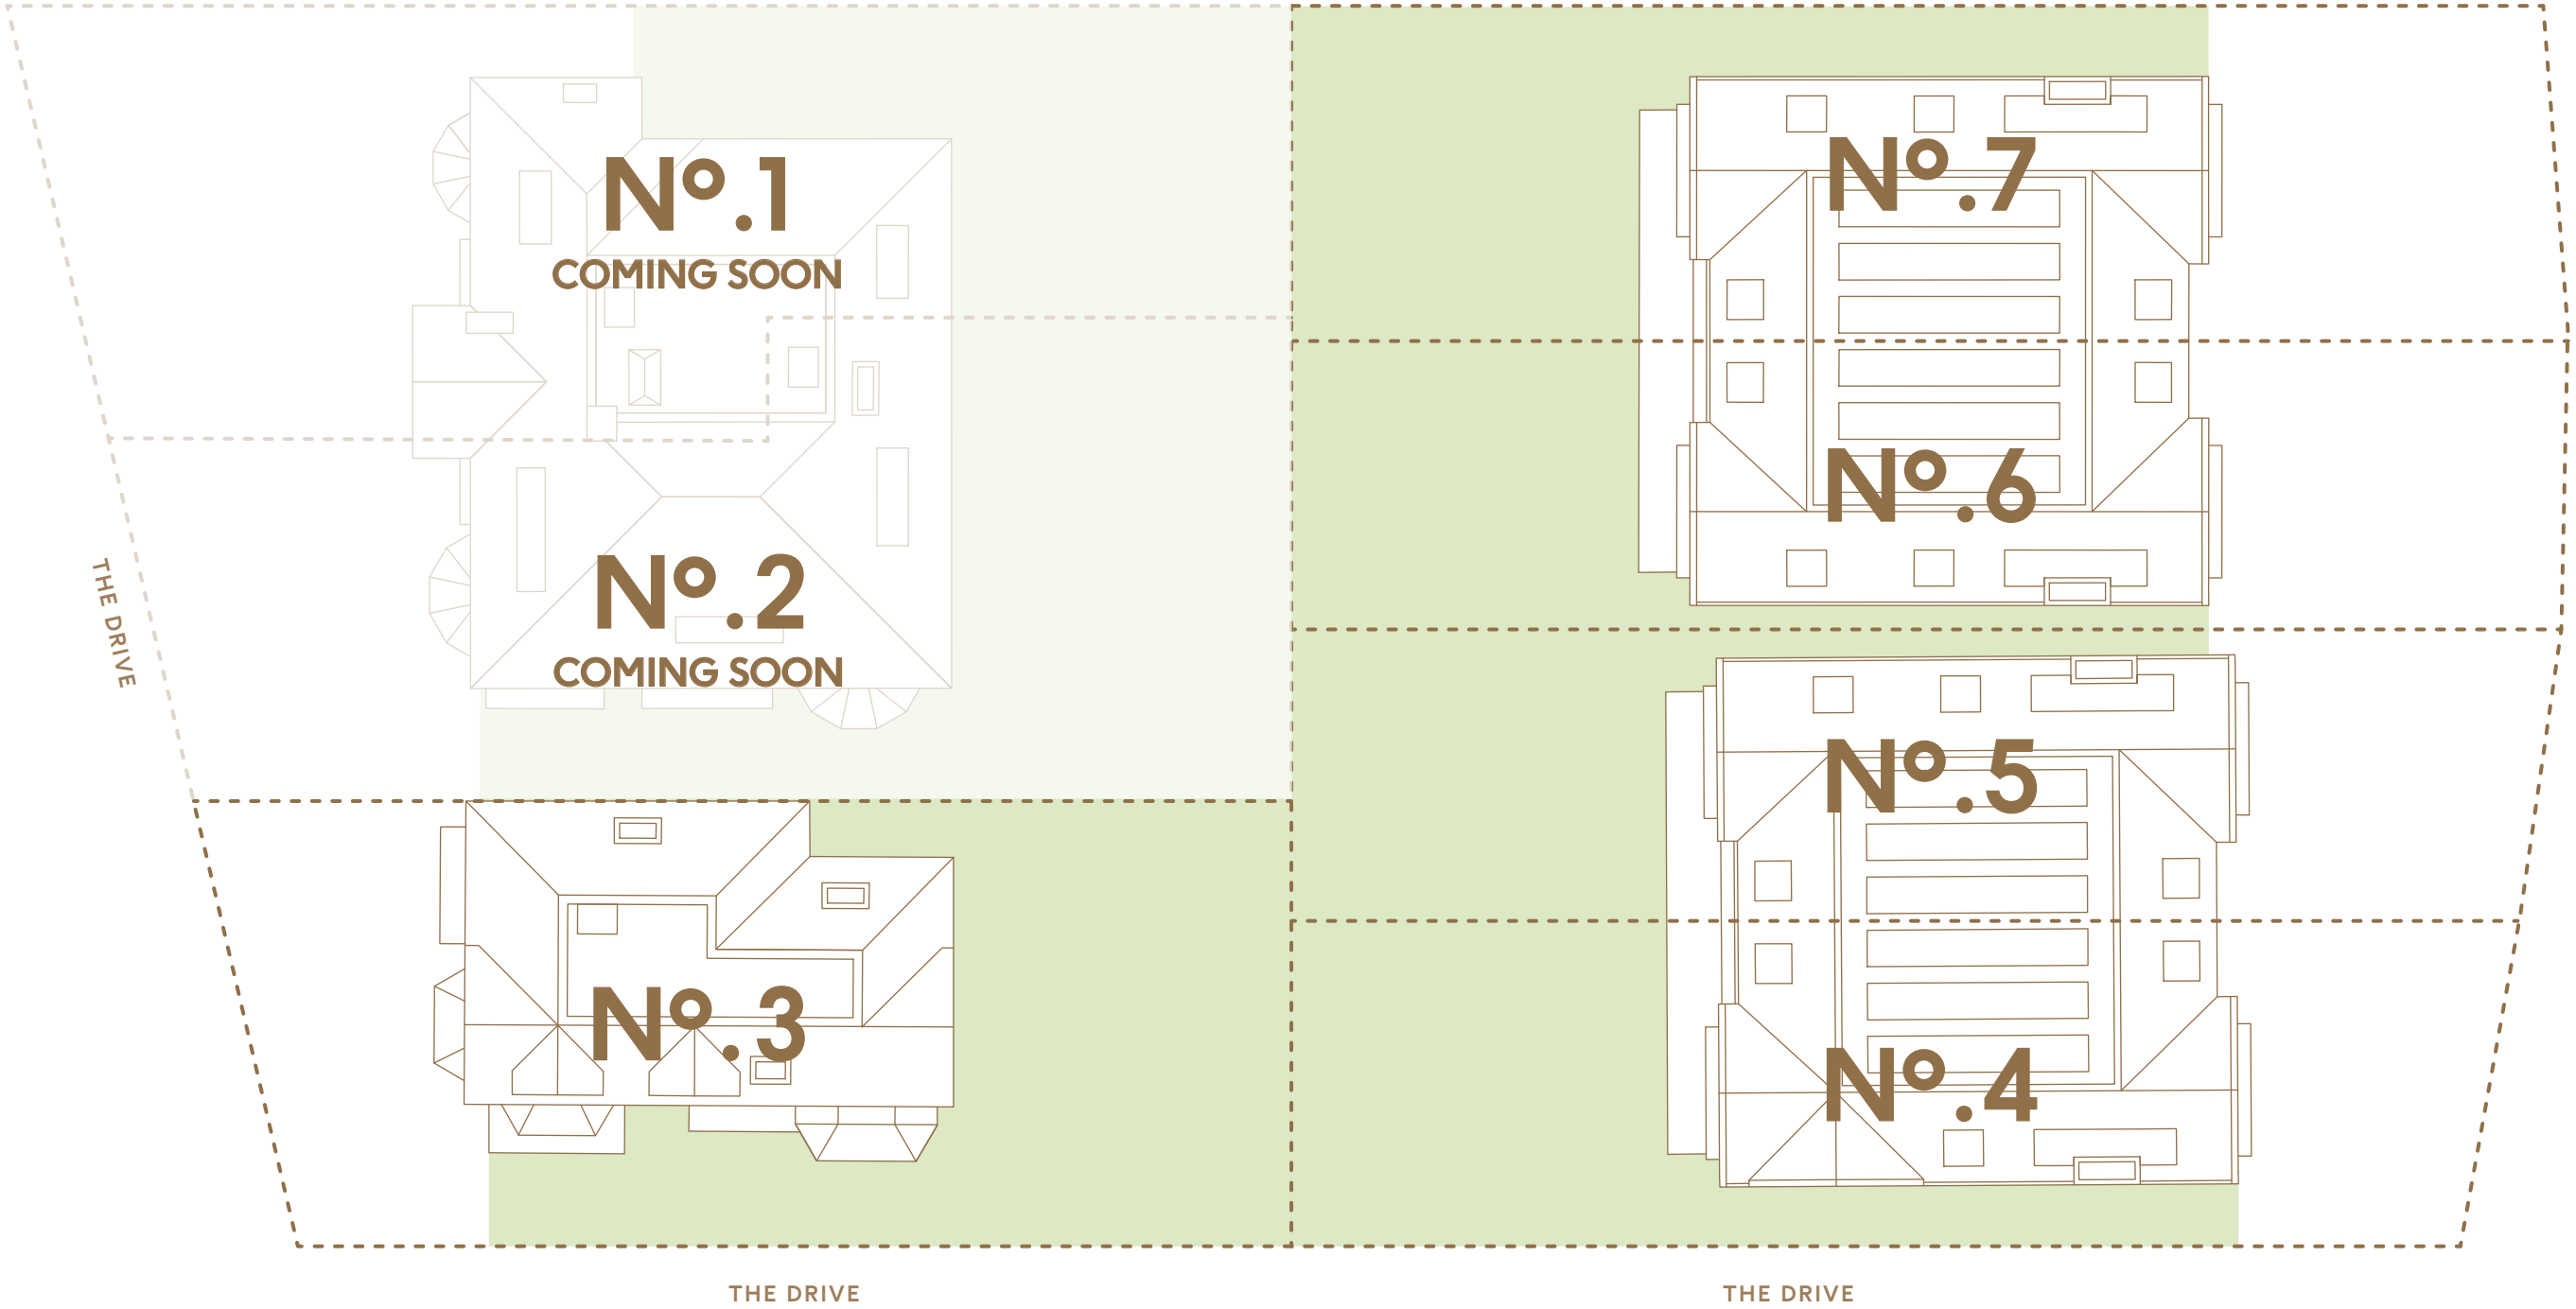 Nº.1
COMING SOON
Nº.2
COMING SOON
Nº.3
Nº.7
Nº.6
Nº.5
Nº.4
THE DRIVE
THE DRIVE
THE DRIVE